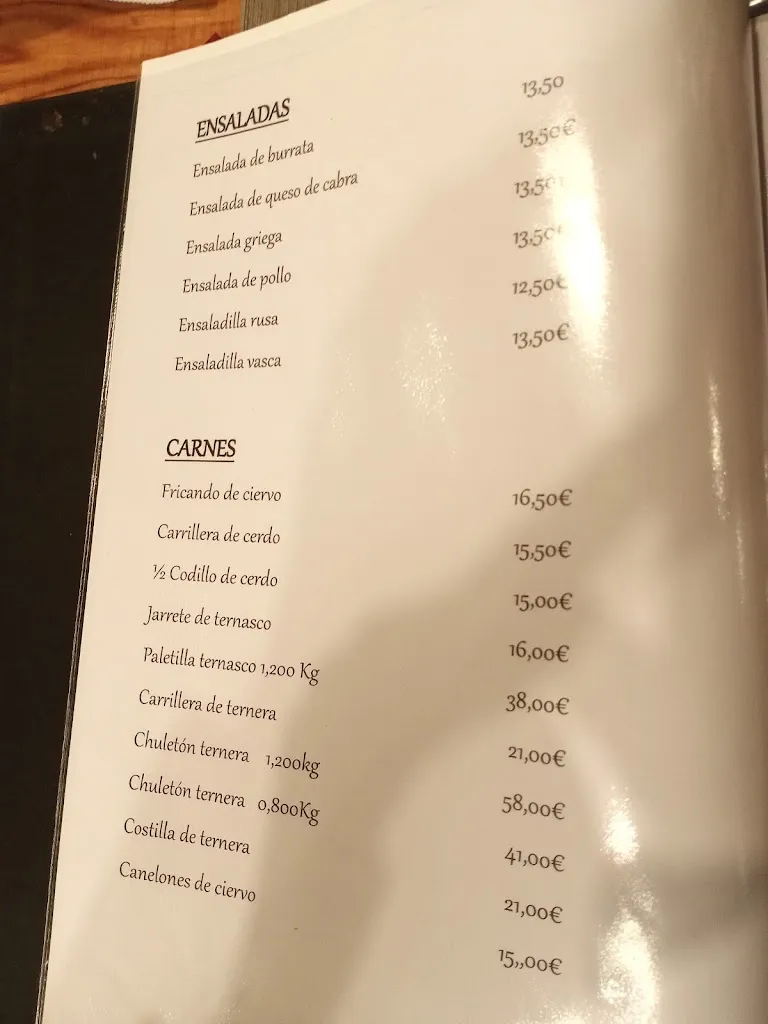 ENSALADAS
Ensalada de burrata 13,50
Ensalada de queso de cabra 13,50€
Ensalada griega 13,50
Ensalada de pollo 13,50€
Ensaladilla rusa 12,50€
Ensaladilla vasca 13,50€
CARNES
Fricando de ciervo 16,50€
Carrillera de cerdo 15,50€
½ Codillo de cerdo 15,00€
Jarrete de ternasco 16,00€
Paletilla ternasco 1,200 Kg 38,00€
Carrillera de ternera 21,00€
Chuletón ternera 1,200kg 58,00€
Chuletón ternera 0,800Kg 41,00€
Costilla de ternera 21,00€
Canelones de ciervo 15,,00€